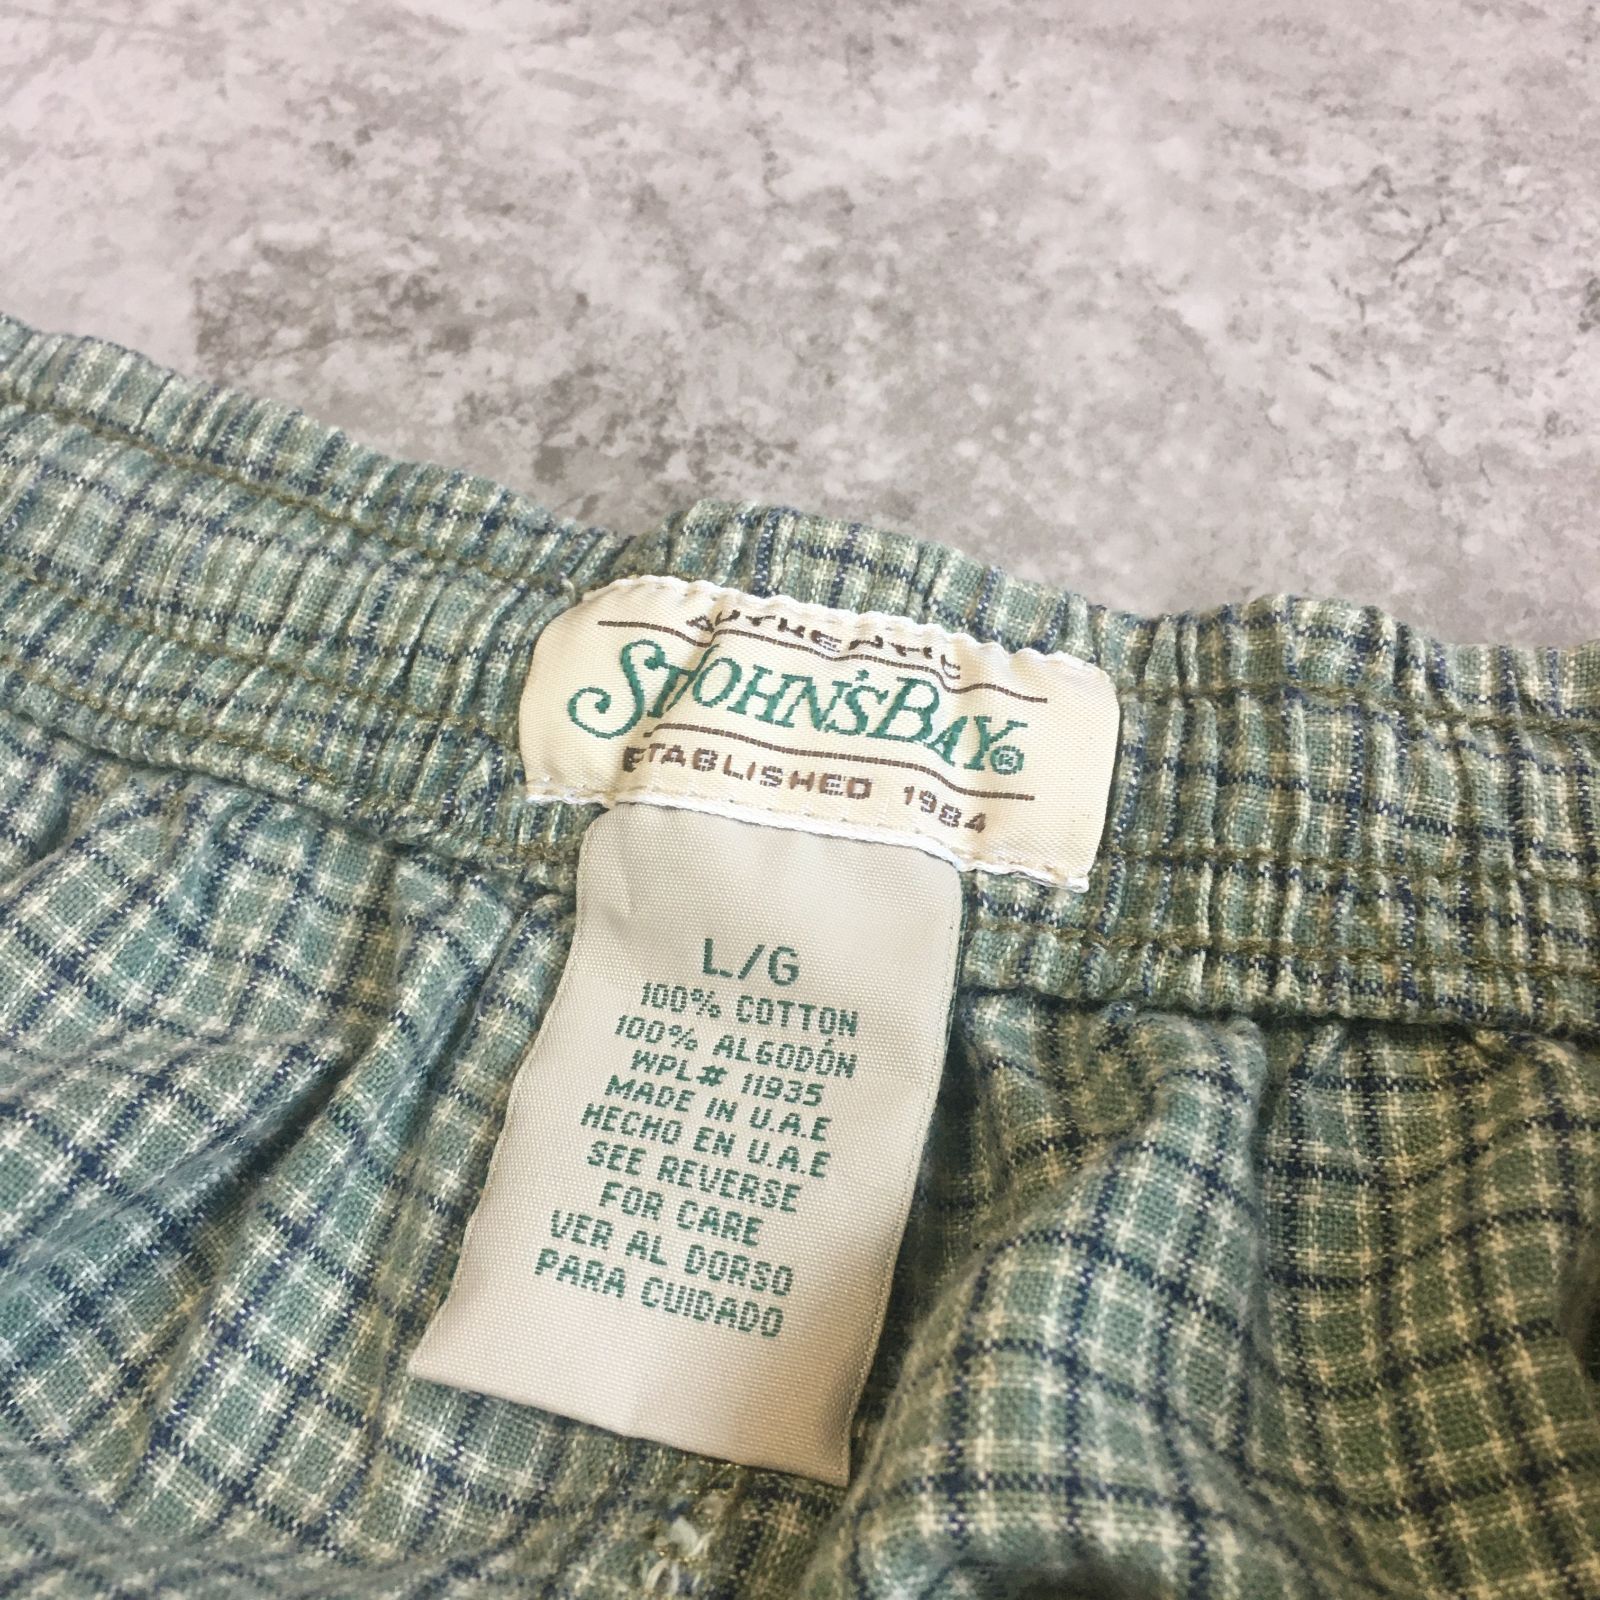 AUTHENTIC
ST. JOHN'S BAY®
ESTABLISHED 1984
L/G
100% COTTON
100% ALGODÓN
WPL# 11935
MADE IN U.A.E
HECHO EN U.A.E
SEE REVERSE
FOR CARE
VER AL DORSO
PARA CUIDADO